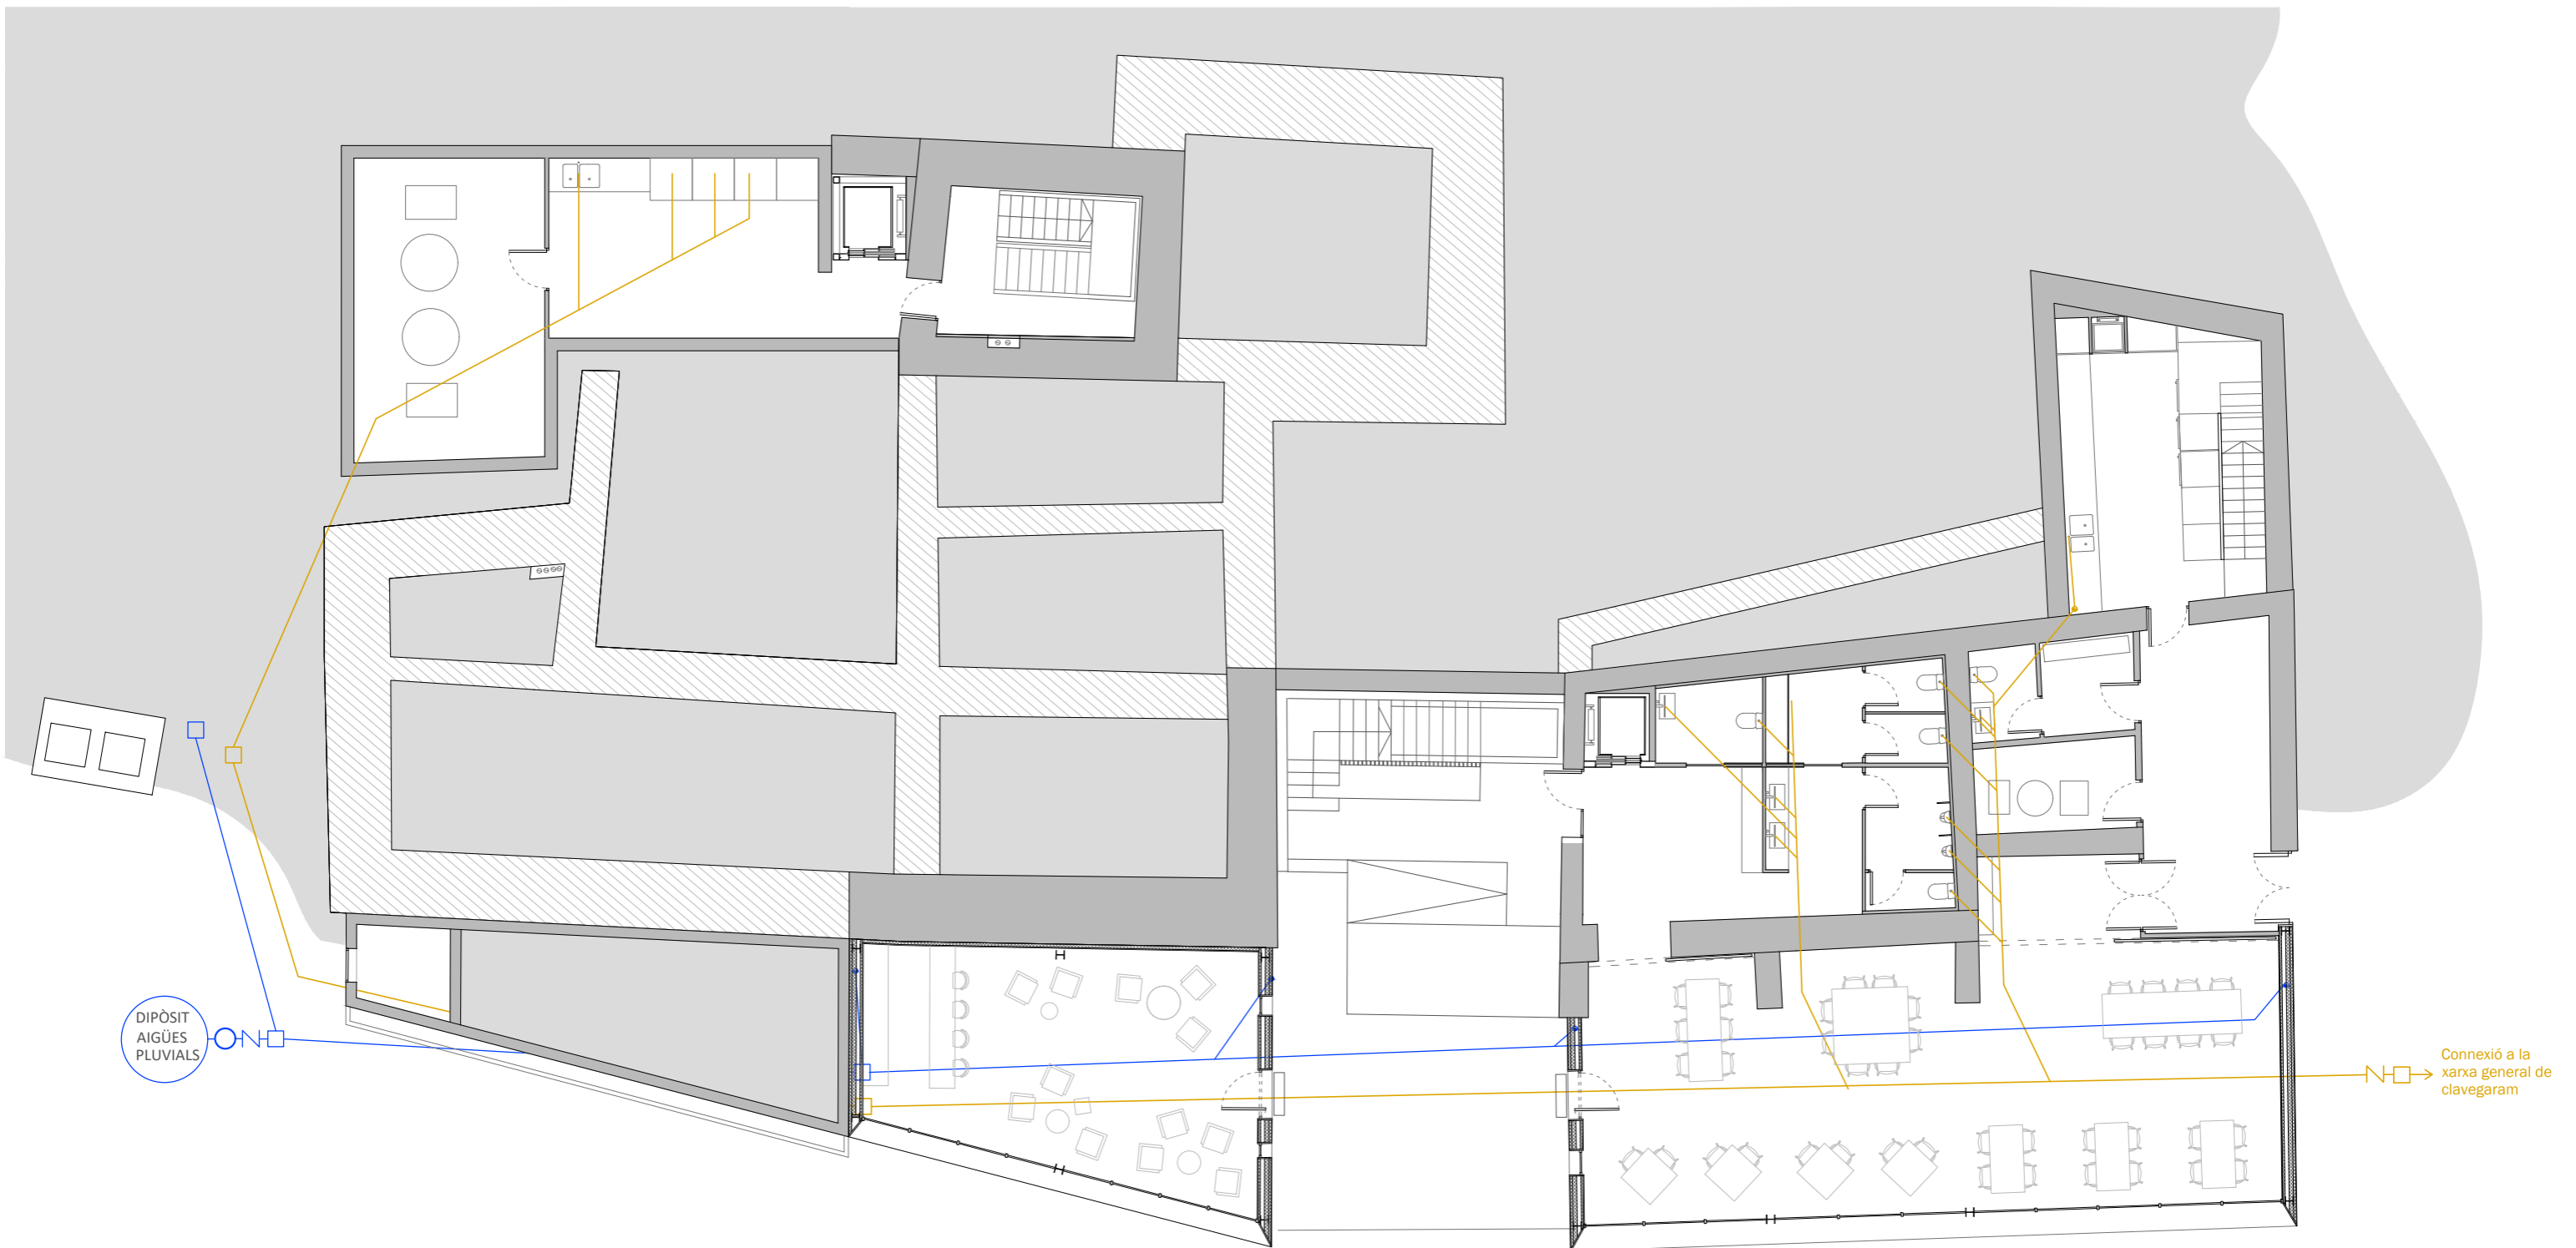 DIPÒSIT
AIGÜES
PLUVIALS
Connexió a la
xarxa general de
clavegaram